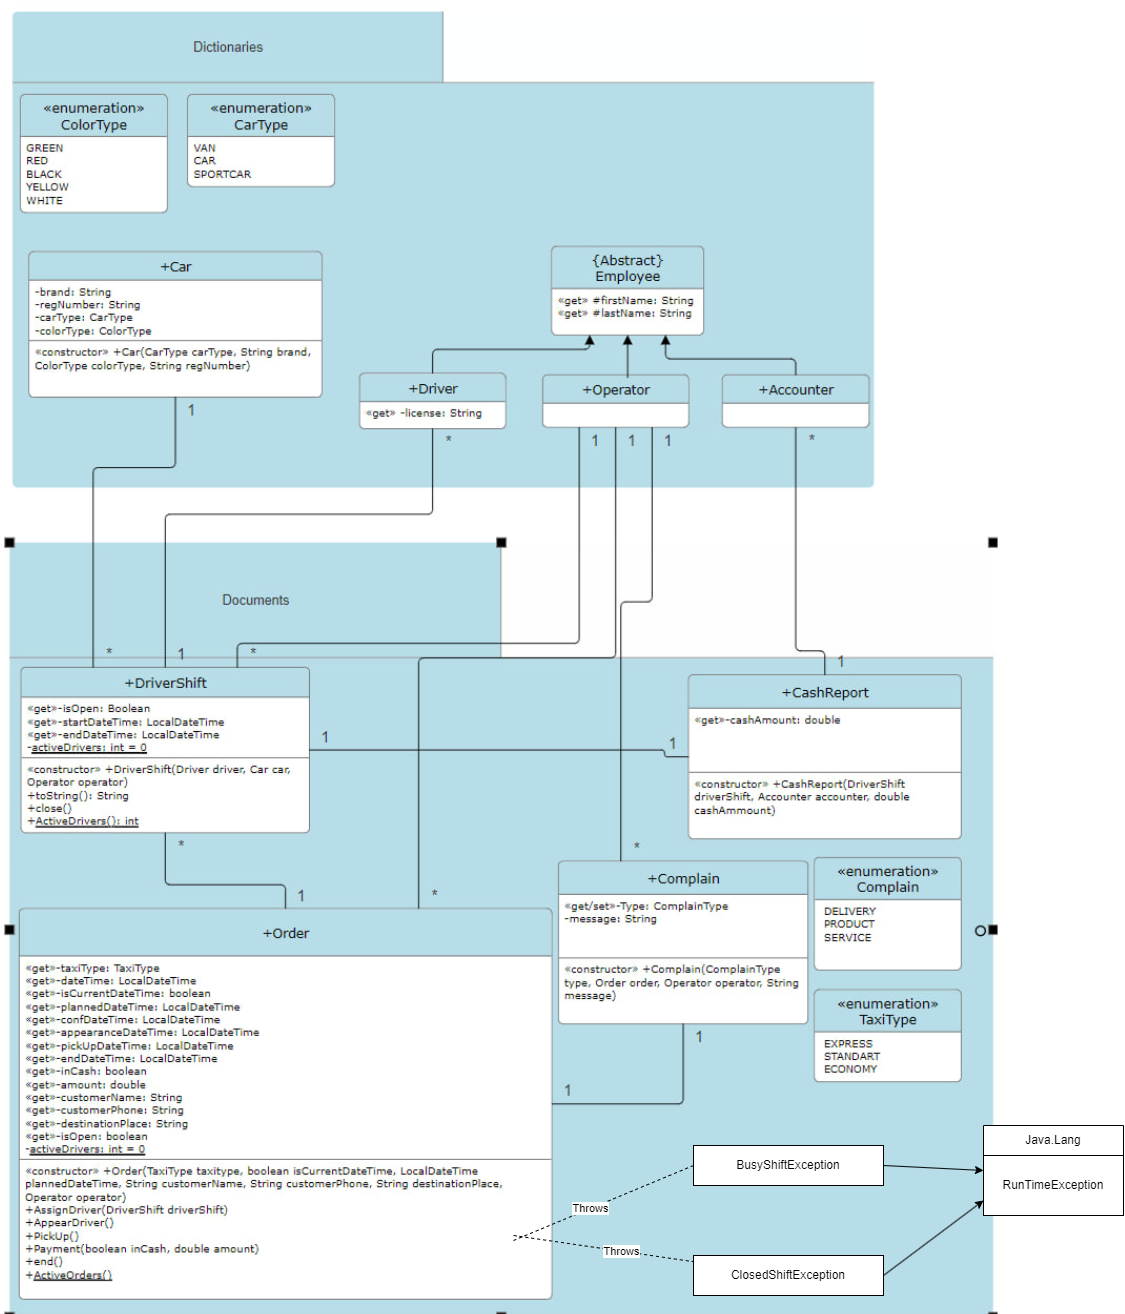 Dictionaries
«enumeration»
ColorType
GREEN
RED
BLACK
YELLOW
WHITE
«enumeration»
CarType
VAN
CAR
SPORTCAR
+Car
-brand: String
-regNumber: String
-carType: CarType
-colorType: ColorType
«constructor» +Car(CarType carType, String brand,
ColorType colorType, String regNumber)
{Abstract}
Employee
«get» #firstName: String
«get» #lastName: String
+Driver
«get» -license: String
+Operator
+Accounter
1
*
1
1
1
*
Documents
*
1
*
1
+DriverShift
«get»-isOpen: Boolean
«get»-startDateTime: LocalDateTime
«get»-endDateTime: LocalDateTime
-activeDrivers: int = 0
«constructor» +DriverShift(Driver driver, Car car,
Operator operator)
+toString(): String
+close()
+ActiveDrivers(): int
1
1
+CashReport
«get»-cashAmount: double
«constructor» +CashReport(DriverShift
driverShift, Accounter accounter, double
cashAmmount)
*
1
*
*
+Complain
«get/set»-Type: ComplainType
-message: String
«constructor» +Complain(ComplainType
type, Order order, Operator operator, String
message)
«enumeration»
Complain
DELIVERY
PRODUCT
SERVICE
«enumeration»
TaxiType
EXPRESS
STANDART
ECONOMY
1
1
+Order
«get»-taxiType: TaxiType
«get»-dateTime: LocalDateTime
«get»-isCurrentDateTime: boolean
«get»-plannedDateTime: LocalDateTime
«get»-confDateTime: LocalDateTime
«get»-appearanceDateTime: LocalDateTime
«get»-pickUpDateTime: LocalDateTime
«get»-endDateTime: LocalDateTime
«get»-inCash: boolean
«get»-amount: double
«get»-customerName: String
«get»-customerPhone: String
«get»-destinationPlace: String
«get»-isOpen: boolean
-activeDrivers: int = 0
«constructor» +Order(TaxiType taxitype, boolean isCurrentDateTime, LocalDateTime
plannedDateTime, String customerName, String customerPhone, String destinationPlace,
Operator operator)
+AssignDriver(DriverShift driverShift)
+AppearDriver()
+PickUp()
+Payment(boolean inCash, double amount)
+end()
+ActiveOrders()
Throws
Throws
BusyShiftException
ClosedShiftException
Java.Lang
RunTimeException